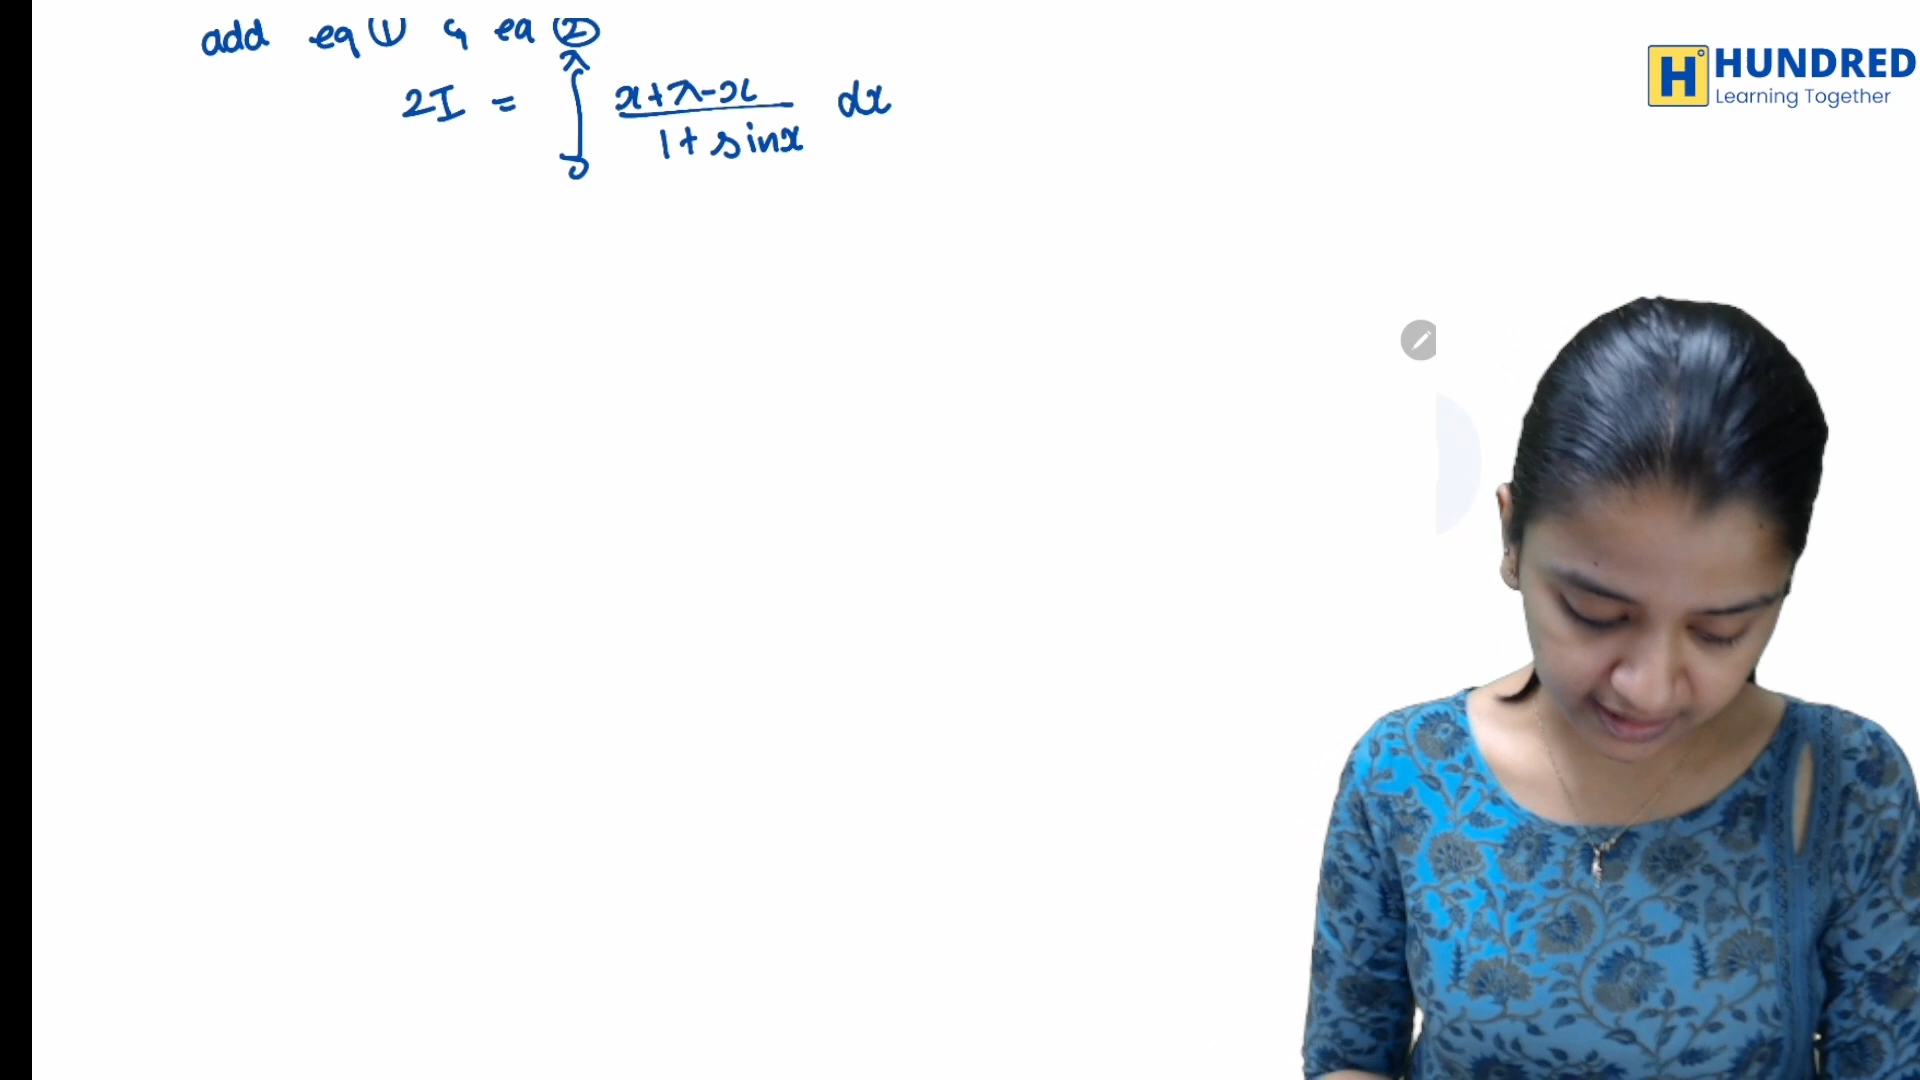 add eq ① & eq ②
2I = ∫₀^π (x+π-x)/(1+sinx) dx
H HUNDRED
Learning Together